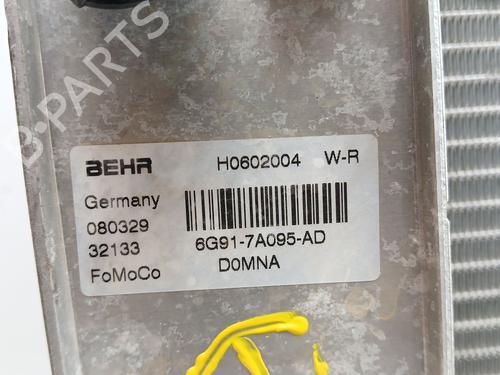 BEHR H0602004 W-R
Germany
080329
32133 6G91-7A095-AD
FoMoCo D0MNA
B-PARTS